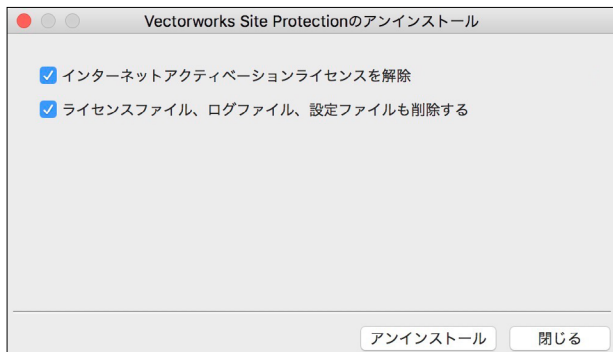 Vectorworks Site Protectionのアンインストール
インターネットアクティベーションライセンスを解除
ライセンスファイル、ログファイル、設定ファイルも削除する
アンインストール
閉じる